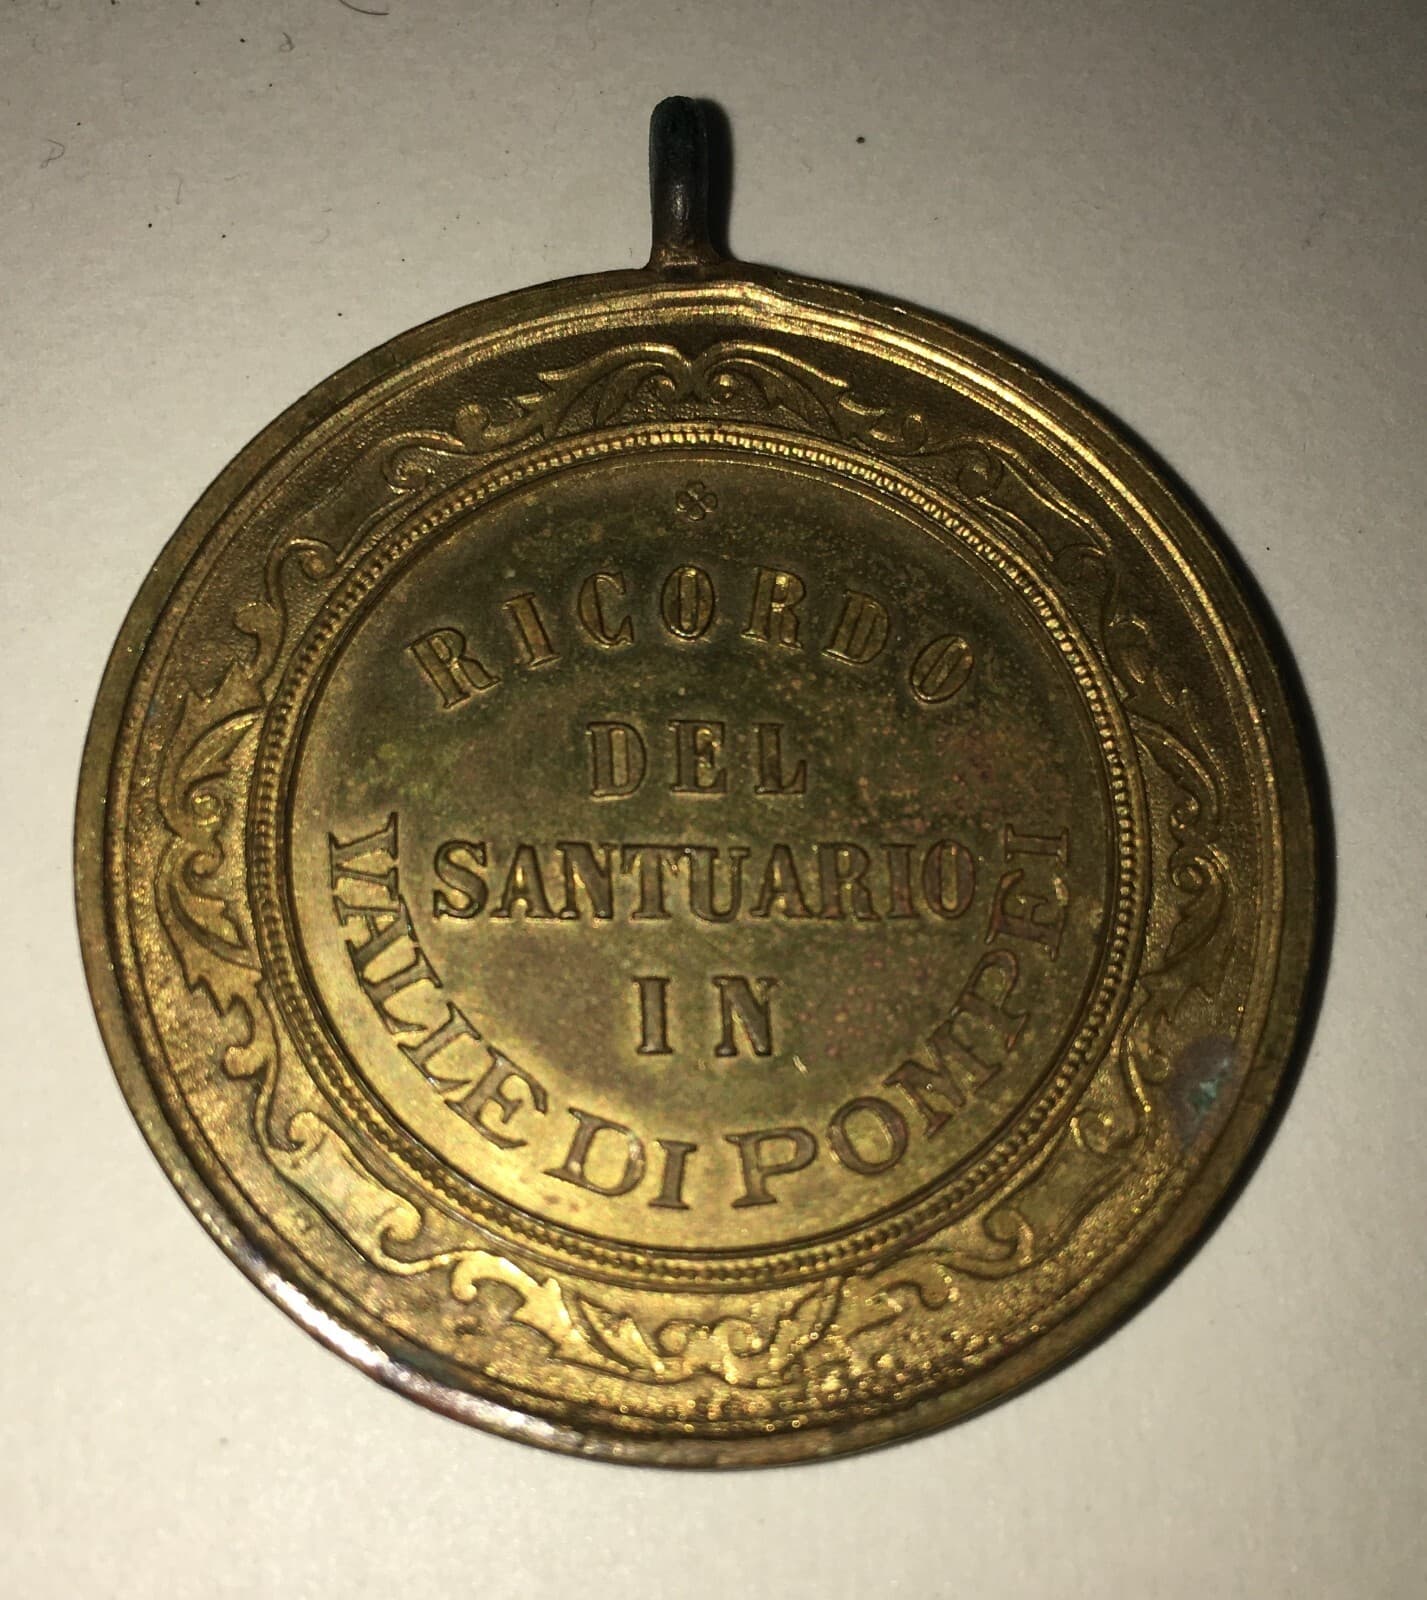 RICORDO
DEL
SANTUARIO
IN
VALLE DI POMPEI